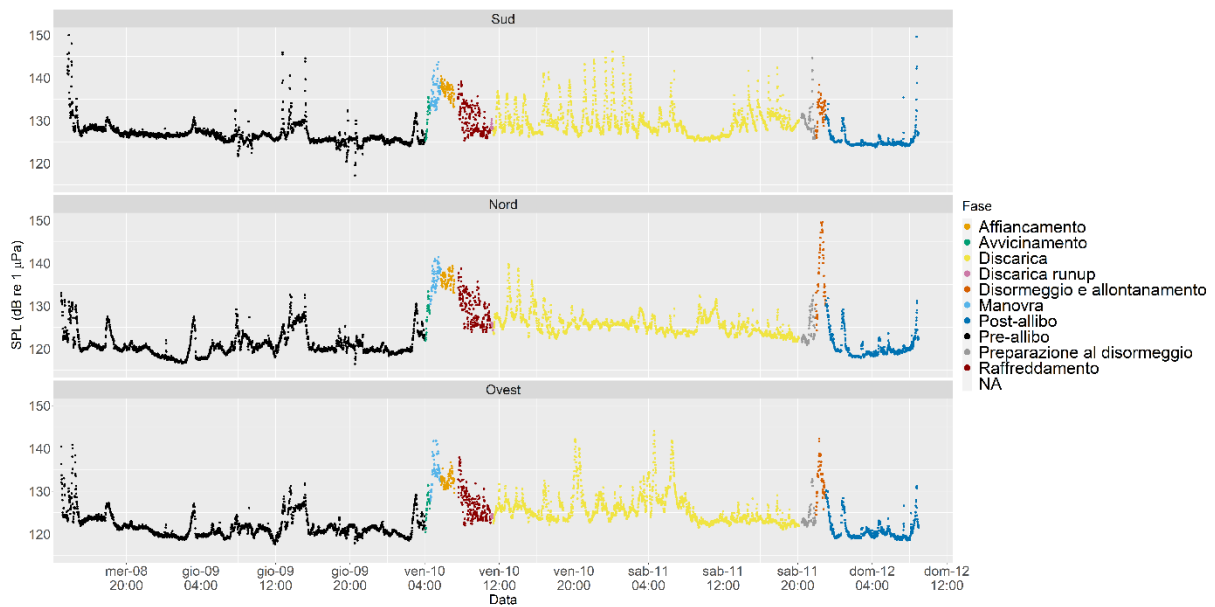 Sud
150
140
130
120
Nord
150
140
130
120
SPL (dB re 1 μPa)
Ovest
150
140
130
120
mer-08 gio-09 gio-09 gio-09 ven-10 ven-10 ven-10 sab-11 sab-11 sab-11 dom-12 dom-12
20:00 04:00 12:00 20:00 04:00 12:00 20:00 04:00 12:00 20:00 04:00 12:00
Data
Fase
Affiancamento
Avvicinamento
Discarica
Discarica runup
Disormeggio e allontanamento
Manovra
Post-allibo
Pre-allibo
Preparazione al disormeggio
Raffreddamento
NA